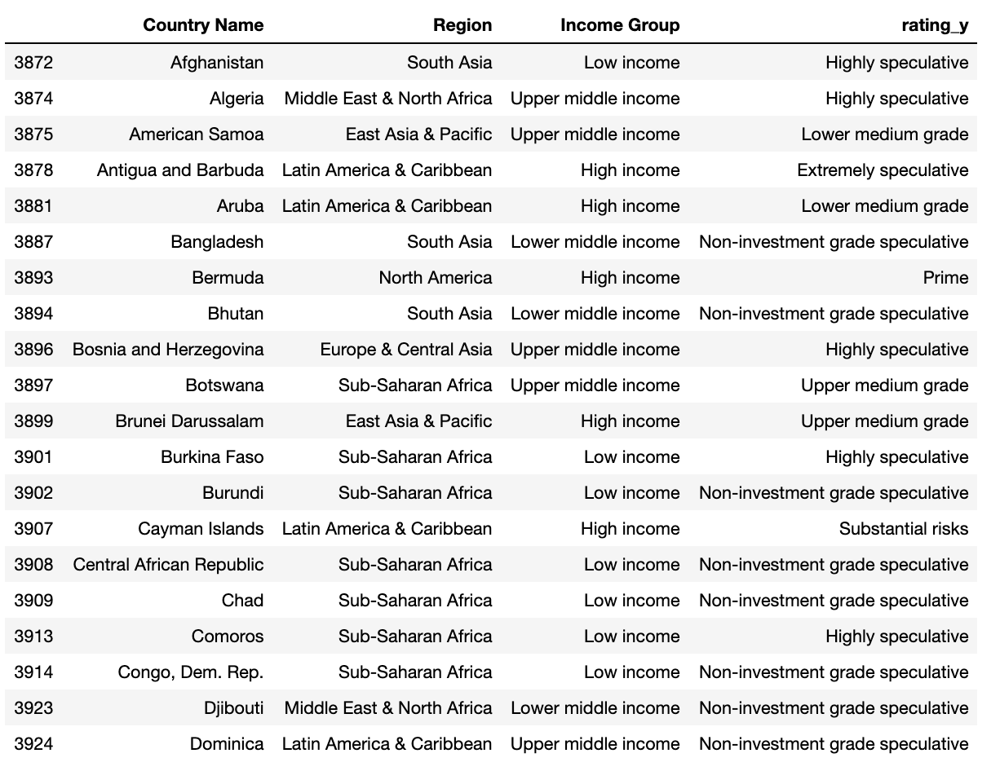 Country Name Region Income Group rating_y
3872 Afghanistan South Asia Low income Highly speculative
3874 Algeria Middle East & North Africa Upper middle income Highly speculative
3875 American Samoa East Asia & Pacific Upper middle income Lower medium grade
3878 Antigua and Barbuda Latin America & Caribbean High income Extremely speculative
3881 Aruba Latin America & Caribbean High income Lower medium grade
3887 Bangladesh South Asia Lower middle income Non-investment grade speculative
3893 Bermuda North America High income Prime
3894 Bhutan South Asia Lower middle income Non-investment grade speculative
3896 Bosnia and Herzegovina Europe & Central Asia Upper middle income Highly speculative
3897 Botswana Sub-Saharan Africa Upper middle income Upper medium grade
3899 Brunei Darussalam East Asia & Pacific High income Upper medium grade
3901 Burkina Faso Sub-Saharan Africa Low income Highly speculative
3902 Burundi Sub-Saharan Africa Low income Non-investment grade speculative
3907 Cayman Islands Latin America & Caribbean High income Substantial risks
3908 Central African Republic Sub-Saharan Africa Low income Non-investment grade speculative
3909 Chad Sub-Saharan Africa Low income Non-investment grade speculative
3913 Comoros Sub-Saharan Africa Low income Highly speculative
3914 Congo, Dem. Rep. Sub-Saharan Africa Low income Non-investment grade speculative
3923 Djibouti Middle East & North Africa Lower middle income Non-investment grade speculative
3924 Dominica Latin America & Caribbean Upper middle income Non-investment grade speculative